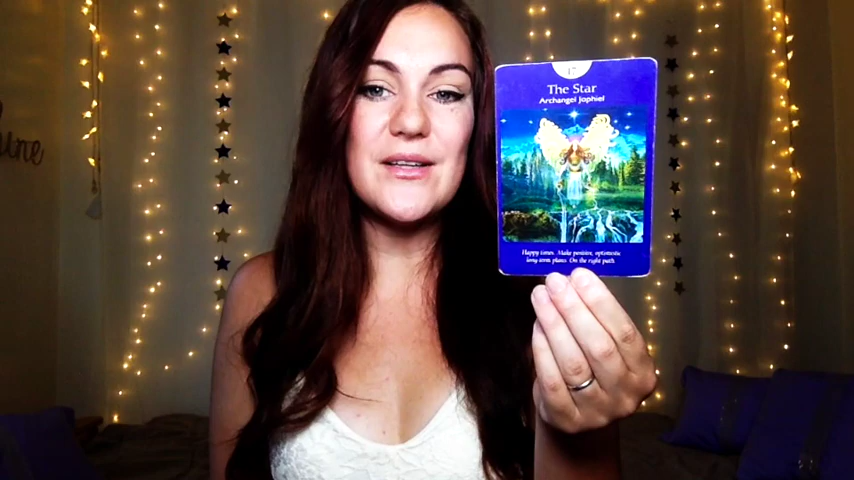 17
The Star
Archangel Jophiel
Happy times. Make positive, optimistic
long-term plans. On the right path.